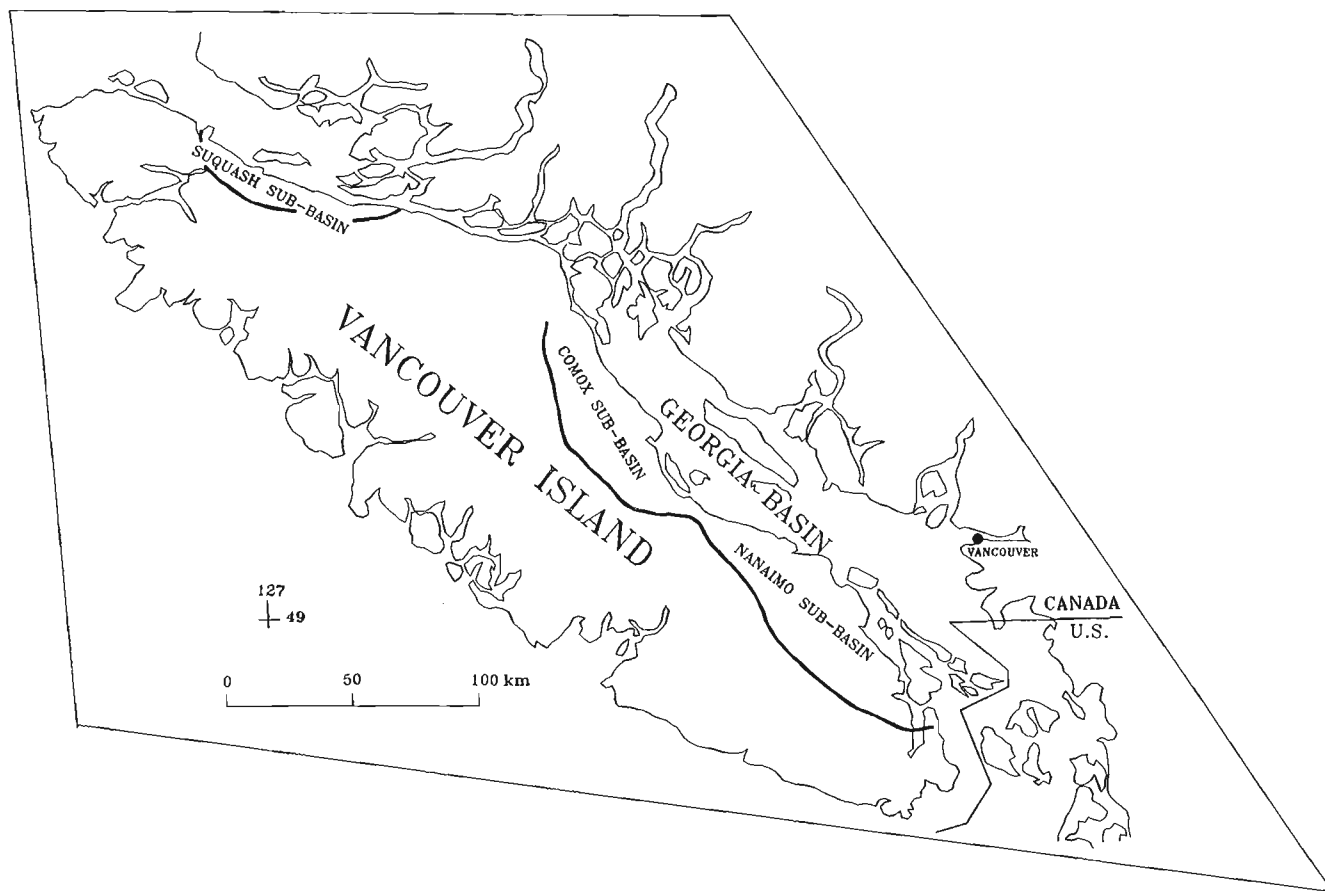 SUQUASH SUB-BASIN
VANCOUVER ISLAND
COMOX SUB-BASIN
GEORGIA BASIN
NANAIMO SUB-BASIN
VANCOUVER
CANADA
U.S.
127
49
0 50 100 km